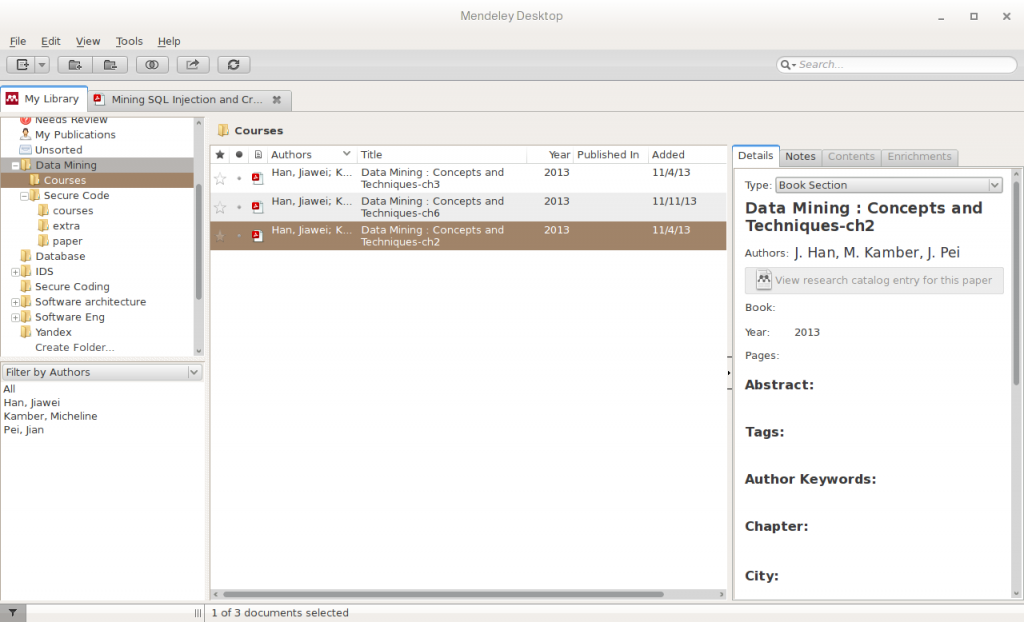 Mendeley Desktop
File Edit View Tools Help
Search...
My Library
Mining SQL Injection and Cr...
Needs Review
My Publications
Unsorted
Data Mining
Courses
Secure Code
courses
extra
paper
Database
IDS
Secure Coding
Software architecture
Software Eng
Yandex
Create Folder...
Filter by Authors
All
Han, Jiawei
Kamber, Micheline
Pei, Jian
Courses
Authors Title Year Published In Added
Han, Jiawei; K... Data Mining : Concepts and 2013 11/4/13
Techniques-ch3
Han, Jiawei; K... Data Mining : Concepts and 2013 11/11/13
Techniques-ch6
Han, Jiawei; K... Data Mining : Concepts and 2013 11/4/13
Techniques-ch2
Details Notes Contents Enrichments
Type: Book Section
Data Mining : Concepts and
Techniques-ch2
Authors: J. Han, M. Kamber, J. Pei
View research catalog entry for this paper
Book:
Year: 2013
Pages:
Abstract:
Tags:
Author Keywords:
Chapter:
City:
1 of 3 documents selected